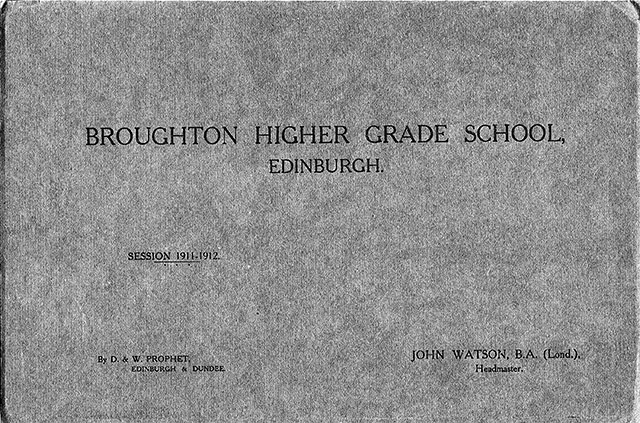 BROUGHTON HIGHER GRADE SCHOOL,
EDINBURGH.
SESSION 1911-1912.
By D. & W. PROPHET,
EDINBURGH & DUNDEE.
JOHN WATSON, B.A. (Lond.),
Headmaster.